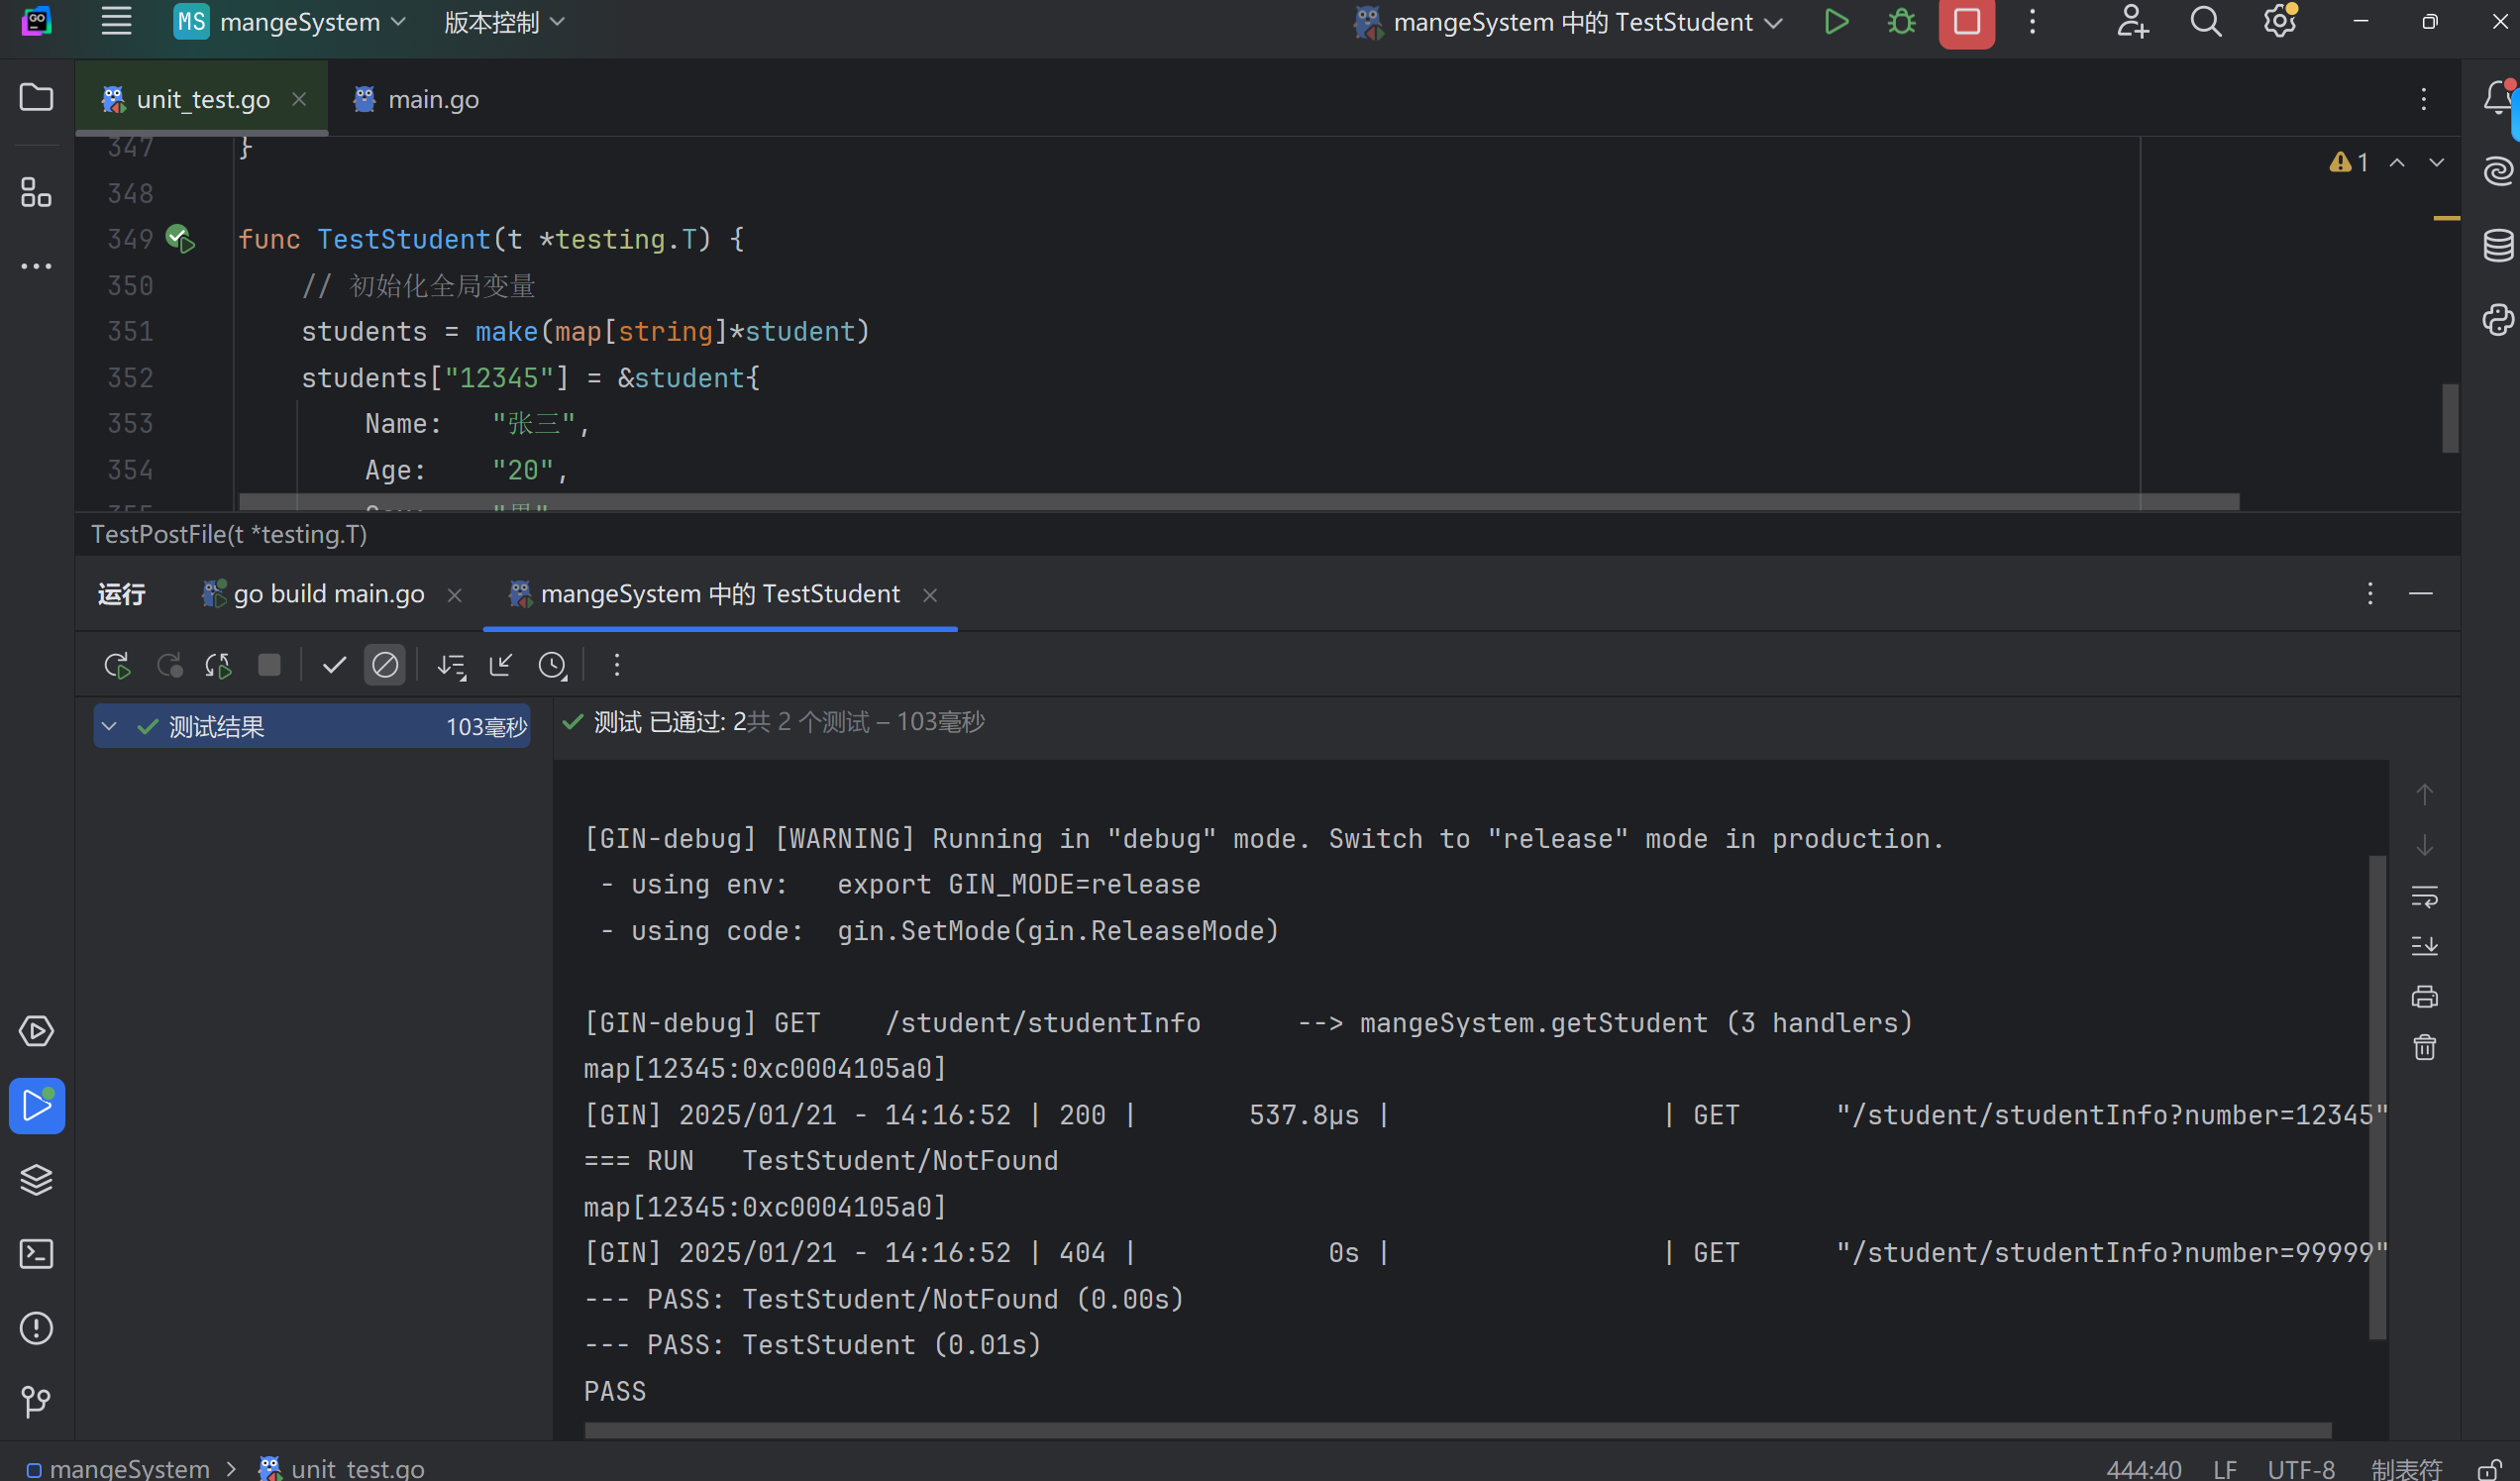 MS mangeSystem 版本控制 mangeSystem 中的 TestStudent
unit_test.go main.go
347 }
348
349 func TestStudent(t *testing.T) {
350 // 初始化全局变量
351 students = make(map[string]*student)
352 students["12345"] = &student{
353 Name: "张三",
354 Age: "20",
1
TestPostFile(t *testing.T)
运行 go build main.go mangeSystem 中的 TestStudent
测试结果 103毫秒
测试 已通过: 2共 2 个测试 – 103毫秒
[GIN-debug] [WARNING] Running in "debug" mode. Switch to "release" mode in production.
- using env: export GIN_MODE=release
- using code: gin.SetMode(gin.ReleaseMode)
[GIN-debug] GET /student/studentInfo --> mangeSystem.getStudent (3 handlers)
map[12345:0xc0004105a0]
[GIN] 2025/01/21 - 14:16:52 | 200 | 537.8µs | | GET "/student/studentInfo?number=12345"
=== RUN TestStudent/NotFound
map[12345:0xc0004105a0]
[GIN] 2025/01/21 - 14:16:52 | 404 | 0s | | GET "/student/studentInfo?number=99999"
--- PASS: TestStudent/NotFound (0.00s)
--- PASS: TestStudent (0.01s)
PASS
mangeSystem > unit_test.go 444:40 LF UTF-8 制表符